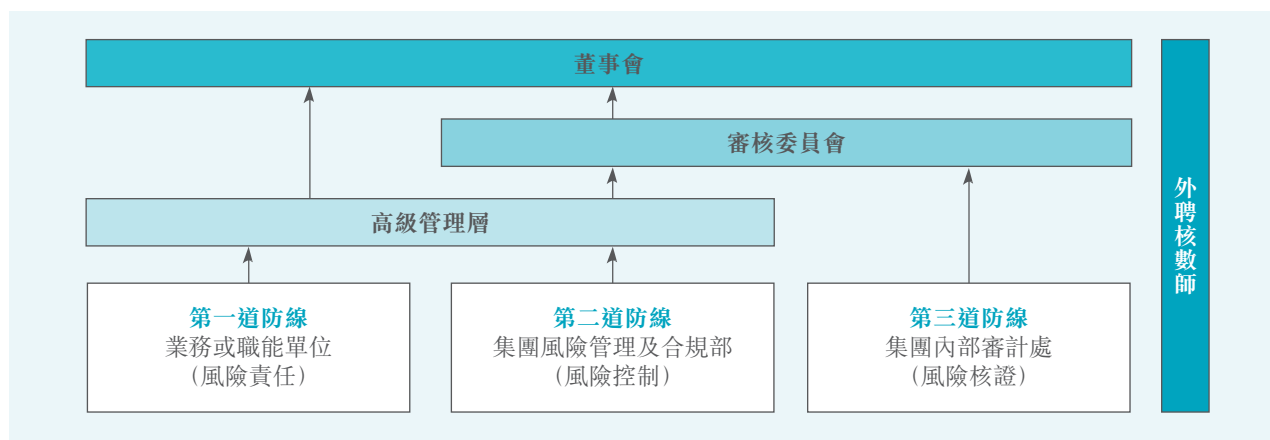 董事會
審核委員會
高級管理層
第一道防線
業務或職能單位
（風險責任）
第二道防線
集團風險管理及合規部
（風險控制）
第三道防線
集團內部審計處
（風險核證）
外聘核數師